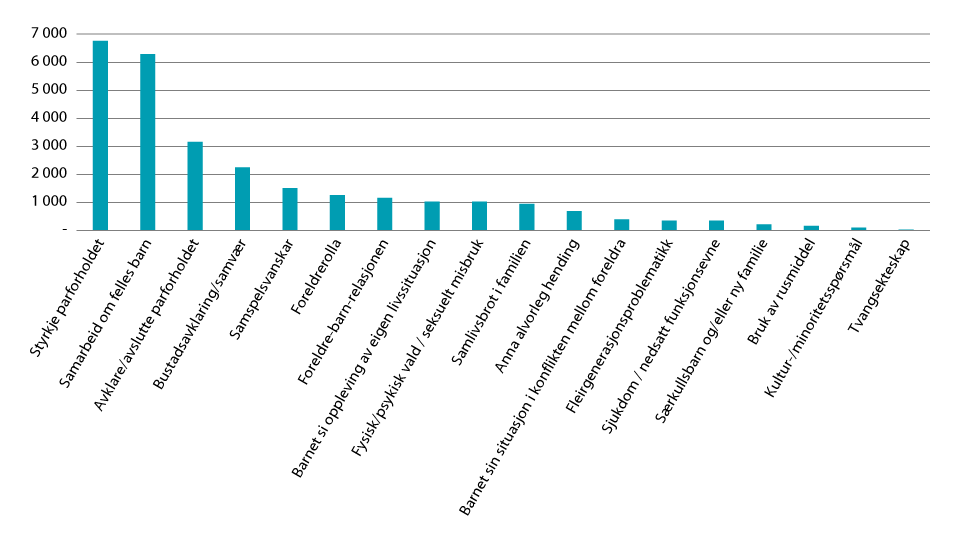 7 000
6 000
5 000
4 000
3 000
2 000
1 000
-
Styrkje parforholdet
Samarbeid om felles barn
Avklare/avslutte parforholdet
Bustadsavklaring/samvær
Samspelsvanskar
Foreldrerolla
Foreldre-barn-relasjonen
Barnet si oppleving av eigen livssituasjon
Fysisk/psykisk vald / seksuelt misbruk
Samlivsbrot i familien
Anna alvorleg hending
Barnet sin situasjon i konflikten mellom foreldra
Fleirgenerasjonsproblematikk
Sjukdom / nedsatt funksjonsevne
Særkullsbarn og/eller ny familie
Bruk av rusmiddel
Kultur-/minoritetsspørsmål
Tvangsekteskap